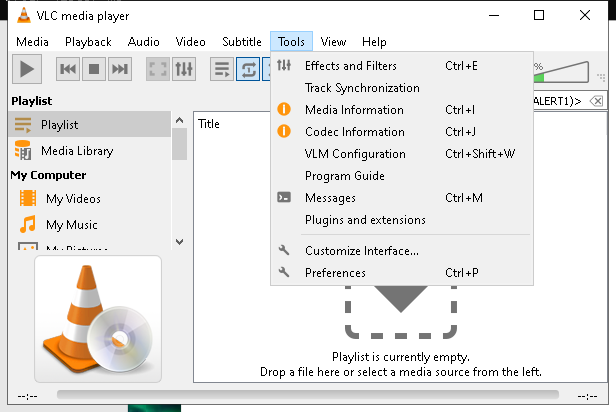 VLC media player
Media Playback Audio Video Subtitle Tools View Help
%
Playlist
ALERT1)>
Playlist
Title
Media Library
My Computer
My Videos
My Music
My Pictures
Effects and Filters Ctrl+E
Track Synchronization
Media Information Ctrl+I
Codec Information Ctrl+J
VLM Configuration Ctrl+Shift+W
Program Guide
Messages Ctrl+M
Plugins and extensions
Customize Interface...
Preferences Ctrl+P
Playlist is currently empty.
Drop a file here or select a media source from the left.
--:-- --:--